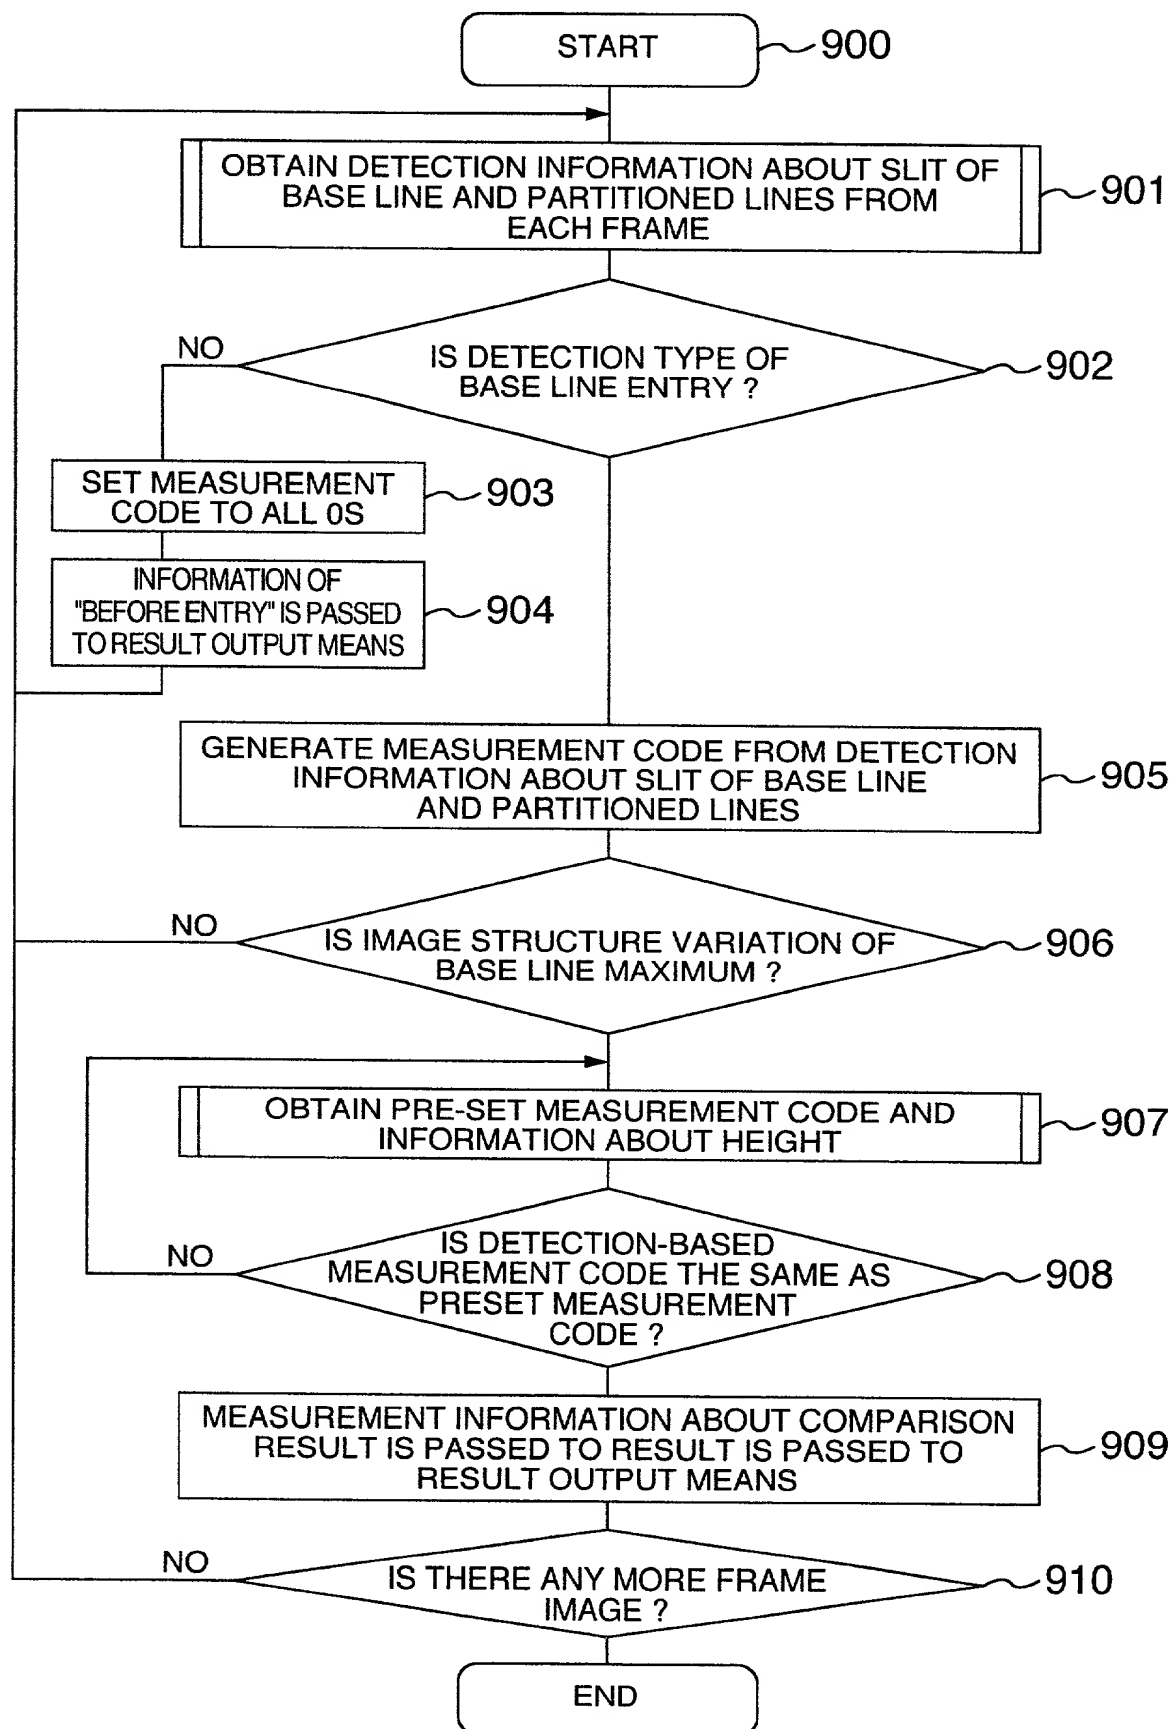 START
900
OBTAIN DETECTION INFORMATION ABOUT SLIT OF
BASE LINE AND PARTITIONED LINES FROM
EACH FRAME
901
NO
IS DETECTION TYPE OF
BASE LINE ENTRY ?
902
SET MEASUREMENT
CODE TO ALL 0S
903
INFORMATION OF
"BEFORE ENTRY" IS PASSED
TO RESULT OUTPUT MEANS
904
GENERATE MEASUREMENT CODE FROM DETECTION
INFORMATION ABOUT SLIT OF BASE LINE
AND PARTITIONED LINES
905
NO
IS IMAGE STRUCTURE VARIATION OF
BASE LINE MAXIMUM ?
906
OBTAIN PRE-SET MEASUREMENT CODE AND
INFORMATION ABOUT HEIGHT
907
NO
IS DETECTION-BASED
MEASUREMENT CODE THE SAME AS
PRESET MEASUREMENT
CODE ?
908
MEASUREMENT INFORMATION ABOUT COMPARISON
RESULT IS PASSED TO RESULT IS PASSED TO
RESULT OUTPUT MEANS
909
NO
IS THERE ANY MORE FRAME
IMAGE ?
910
END